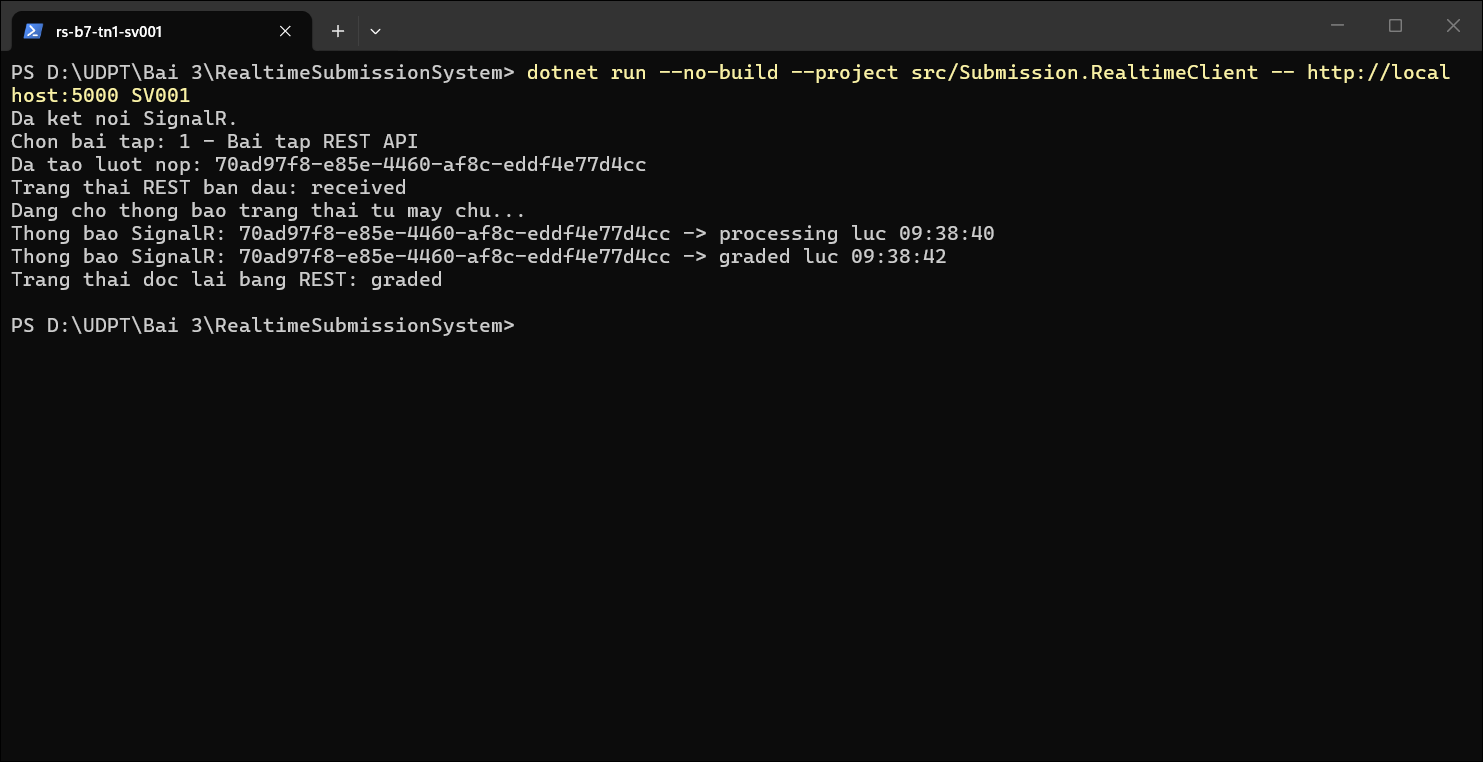 rs-b7-tn1-sv001
PS D:\UDPT\Bai 3\RealtimeSubmissionSystem> dotnet run --no-build --project src/Submission.RealtimeClient -- http://local
host:5000 SV001
Da ket noi SignalR.
Chon bai tap: 1 - Bai tap REST API
Da tao luot nop: 70ad97f8-e85e-4460-af8c-eddf4e77d4cc
Trang thai REST ban dau: received
Dang cho thong bao trang thai tu may chu...
Thong bao SignalR: 70ad97f8-e85e-4460-af8c-eddf4e77d4cc -> processing luc 09:38:40
Thong bao SignalR: 70ad97f8-e85e-4460-af8c-eddf4e77d4cc -> graded luc 09:38:42
Trang thai doc lai bang REST: graded
PS D:\UDPT\Bai 3\RealtimeSubmissionSystem>